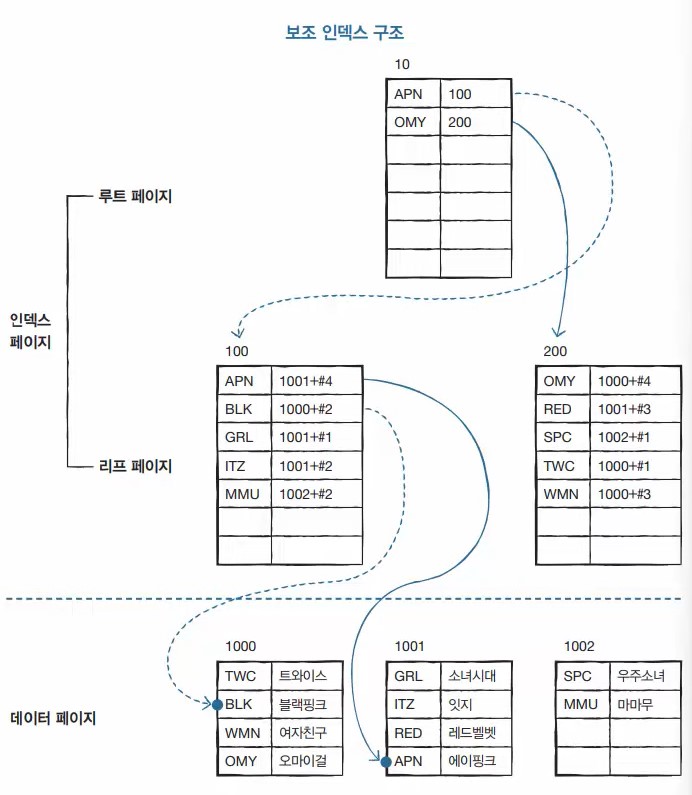 보조 인덱스 구조
10
APN 100
OMY 200
루트 페이지
인덱스
페이지
리프 페이지
100
APN 1001+#4
BLK 1000+#2
GRL 1001+#1
ITZ 1001+#2
MMU 1002+#2
200
OMY 1000+#4
RED 1001+#3
SPC 1002+#1
TWC 1000+#1
WMN 1000+#3
데이터 페이지
1000
TWC 트와이스
BLK 블랙핑크
WMN 여자친구
OMY 오마이걸
1001
GRL 소녀시대
ITZ 잇지
RED 레드벨벳
APN 에이핑크
1002
SPC 우주소녀
MMU 마마무